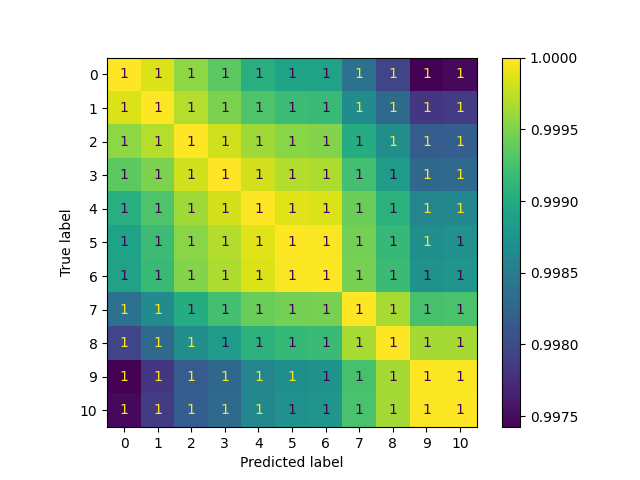 0 1 1 1 1 1 1 1 1 1 1 1
1 1 1 1 1 1 1 1 1 1 1 1
2 1 1 1 1 1 1 1 1 1 1 1
3 1 1 1 1 1 1 1 1 1 1 1
4 1 1 1 1 1 1 1 1 1 1 1
5 1 1 1 1 1 1 1 1 1 1 1
6 1 1 1 1 1 1 1 1 1 1 1
7 1 1 1 1 1 1 1 1 1 1 1
8 1 1 1 1 1 1 1 1 1 1 1
9 1 1 1 1 1 1 1 1 1 1 1
10 1 1 1 1 1 1 1 1 1 1 1
0 1 2 3 4 5 6 7 8 9 10
True label
Predicted label
1.0000
0.9995
0.9990
0.9985
0.9980
0.9975